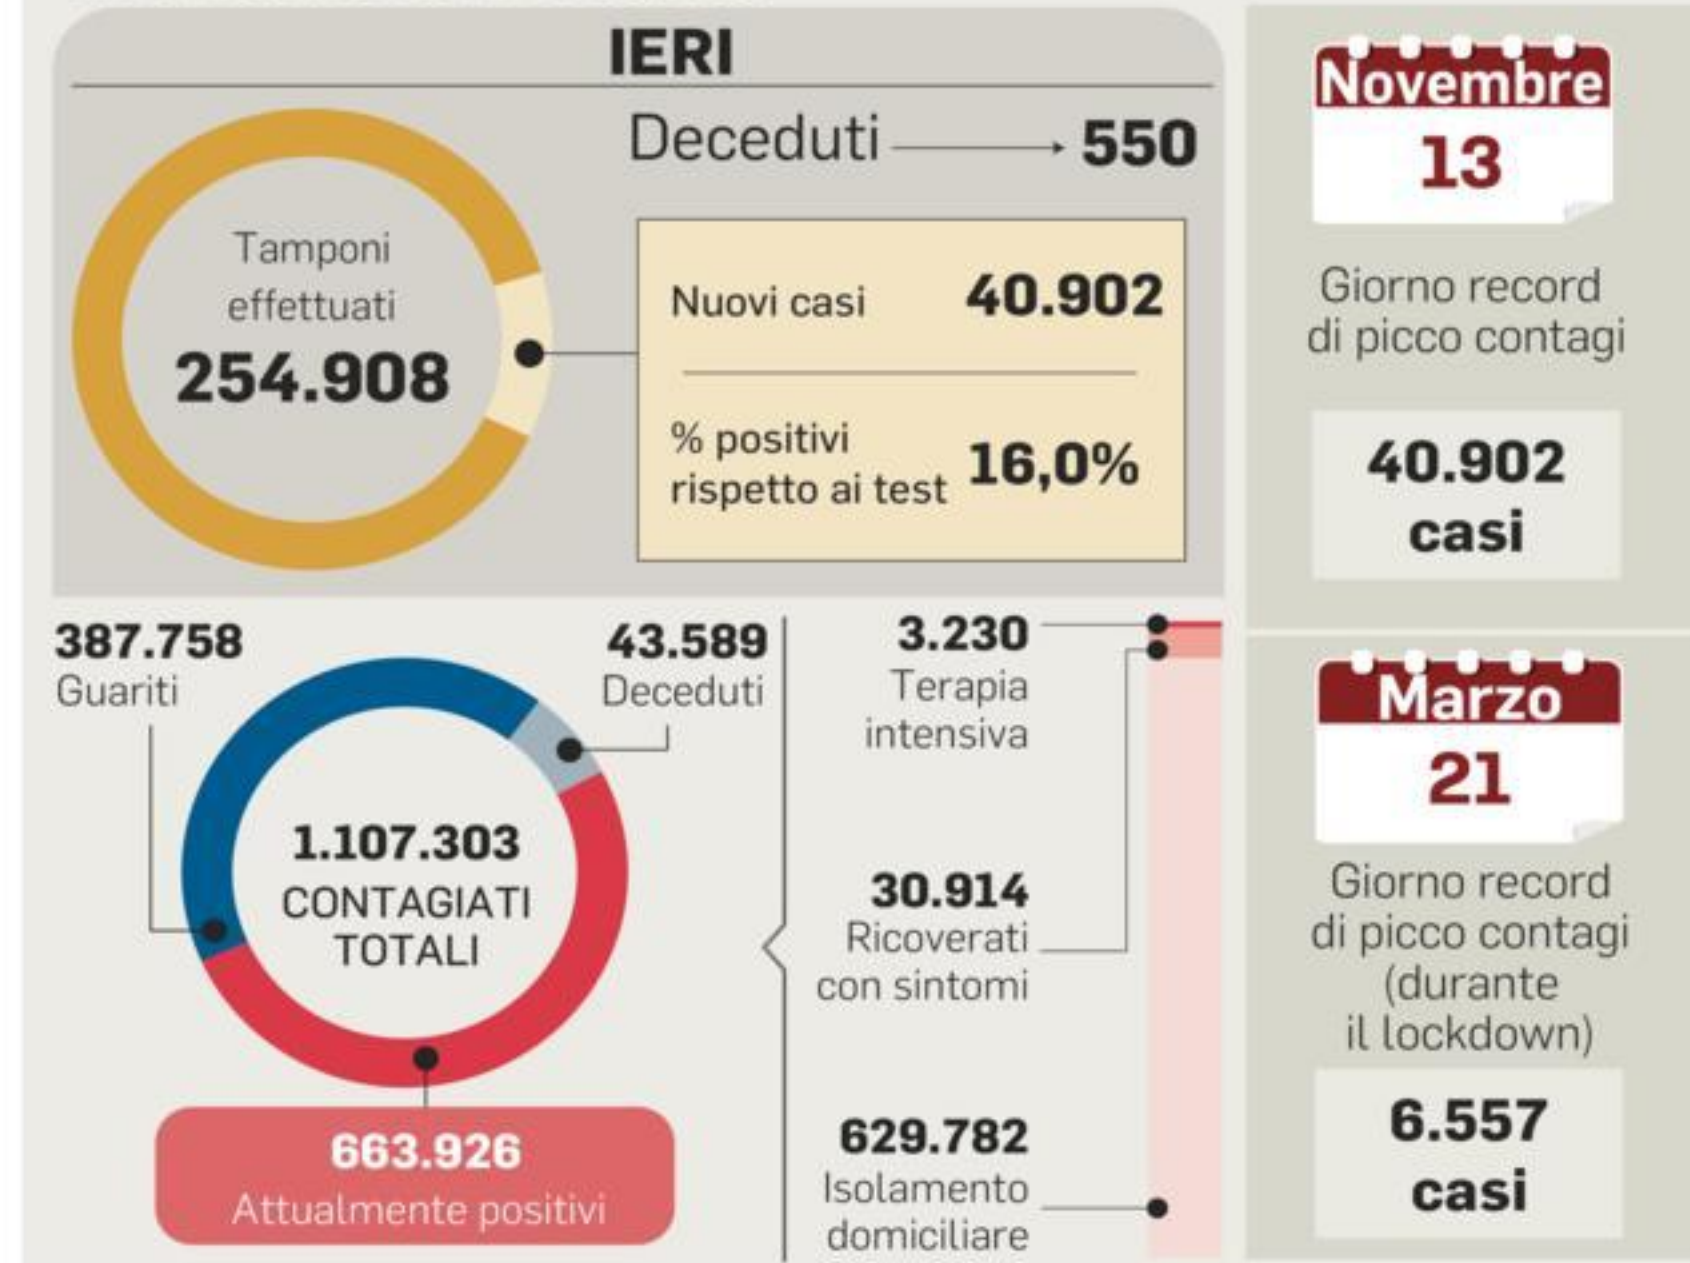 IERI
Deceduti 550
Tamponi
effettuati
254.908
Nuovi casi 40.902
% positivi
rispetto ai test 16,0%
387.758
Guariti
43.589
Deceduti
1.107.303
CONTAGIATI
TOTALI
663.926
Attualmente positivi
3.230
Terapia
intensiva
30.914
Ricoverati
con sintomi
629.782
Isolamento
domiciliare
Novembre
13
Giorno record
di picco contagi
40.902
casi
Marzo
21
Giorno record
di picco contagi
(durante
il lockdown)
6.557
casi